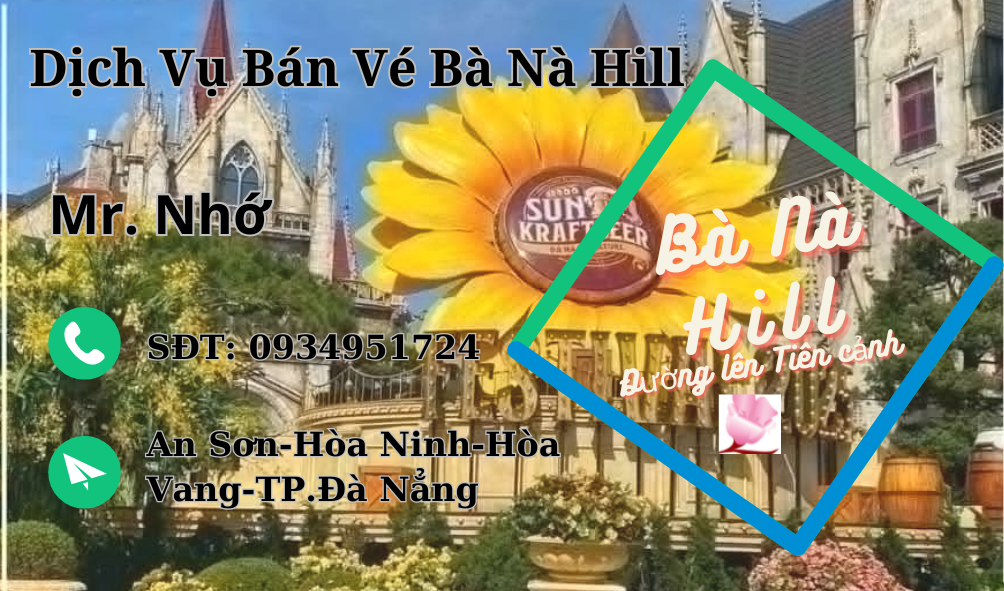 Dịch Vụ Bán Vé Bà Nà Hill
Mr. Nhớ
SĐT: 0934951724
An Sơn-Hòa Ninh-Hòa
Vang-TP.Đà Nẳng
Bà Nà
Hill
Đường lên Tiên cảnh
SUN
KRAFT BEER